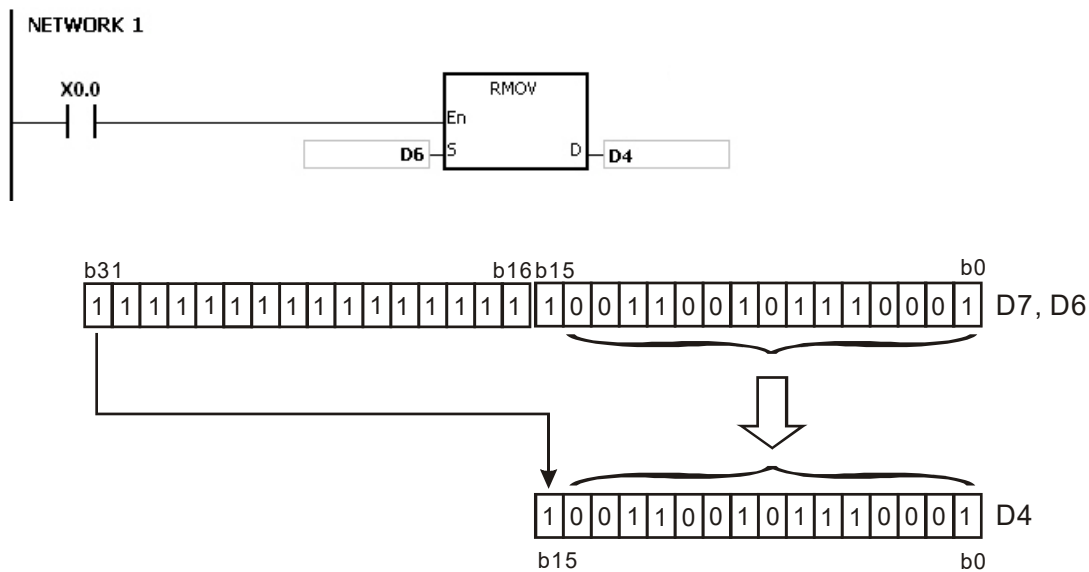 NETWORK 1
X0.0
RMOV
En
D6 S D D4
b31 b16 b15 b0
1 1 1 1 1 1 1 1 1 1 1 1 1 1 1 1 1 0 0 1 1 0 0 1 0 1 1 1 0 0 0 1 D7, D6
1 0 0 1 1 0 0 1 0 1 1 1 0 0 0 1 D4
b15 b0